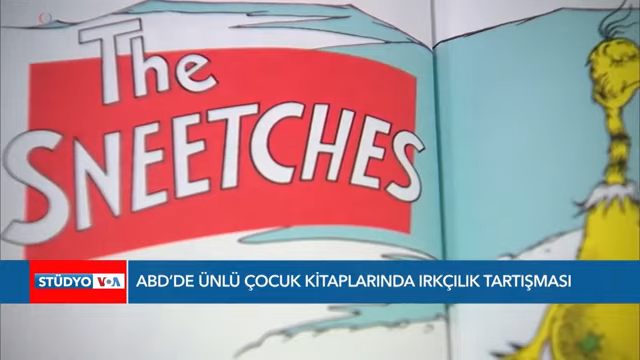 The
SNEETCHES
STÜDYO VOA
ABD'DE ÜNLÜ ÇOCUK KİTAPLARINDA IRKÇILIK TARTIŞMASI